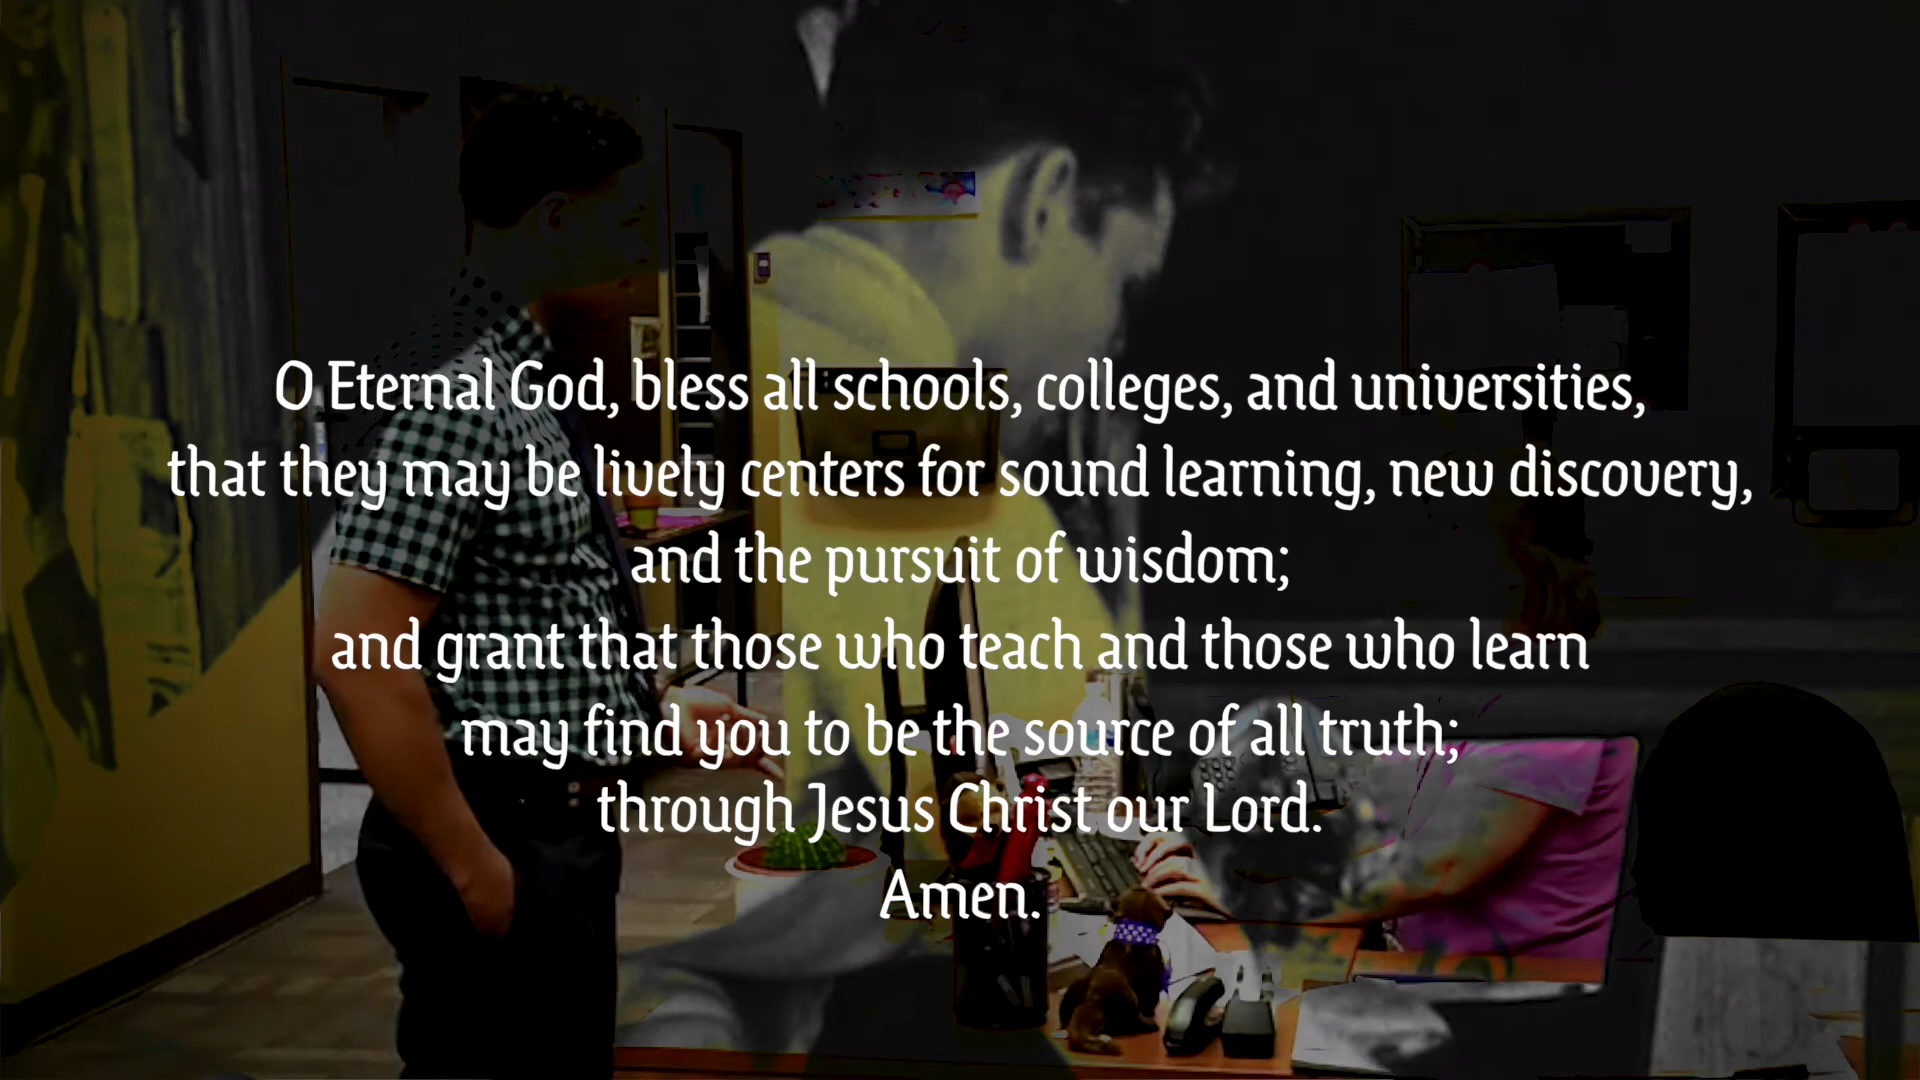 O Eternal God, bless all schools, colleges, and universities,
that they may be lively centers for sound learning, new discovery,
and the pursuit of wisdom;
and grant that those who teach and those who learn
may find you to be the source of all truth;
through Jesus Christ our Lord.
Amen.